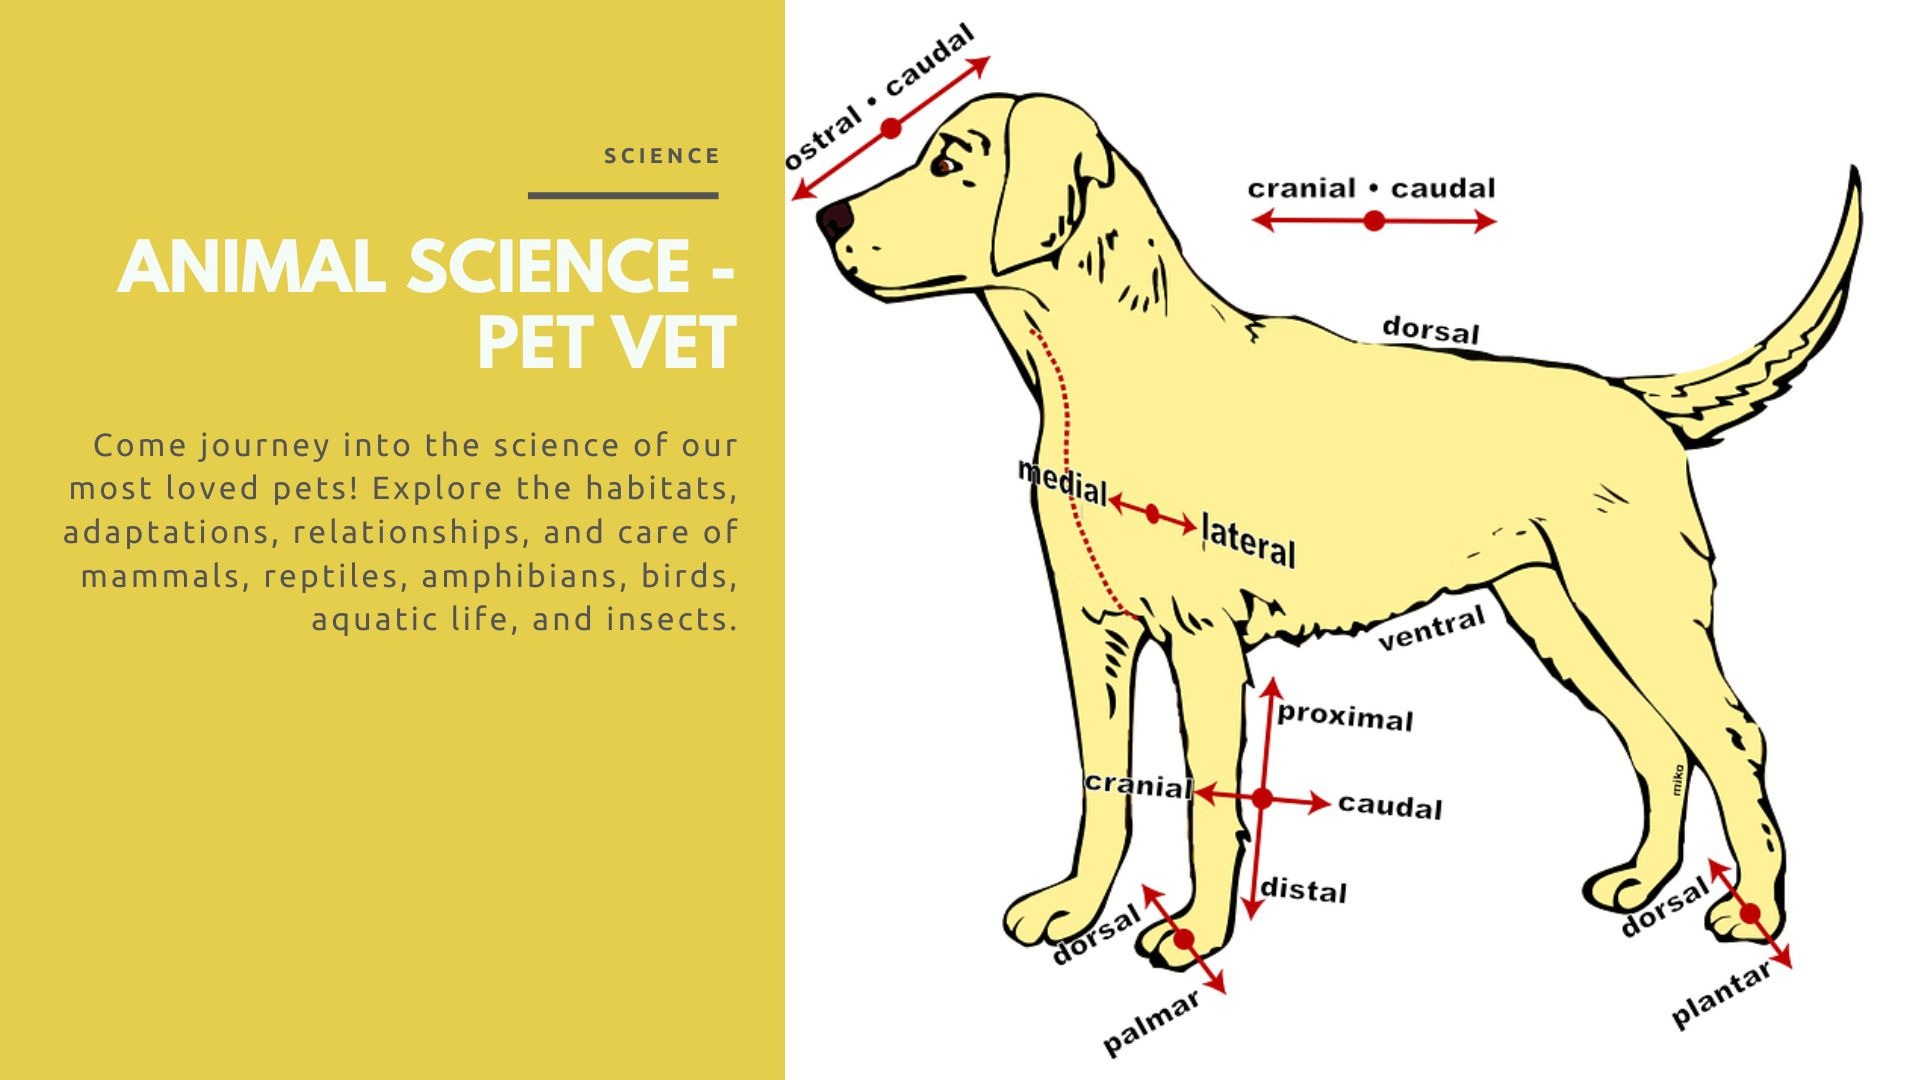 SCIENCE
ANIMAL SCIENCE -
PET VET
Come journey into the science of our
most loved pets! Explore the habitats,
adaptations, relationships, and care of
mammals, reptiles, amphibians, birds,
aquatic life, and insects.
ostral • caudal
cranial • caudal
dorsal
medial
lateral
ventral
proximal
cranial
caudal
distal
dorsal
palmar
dorsal
plantar
mika